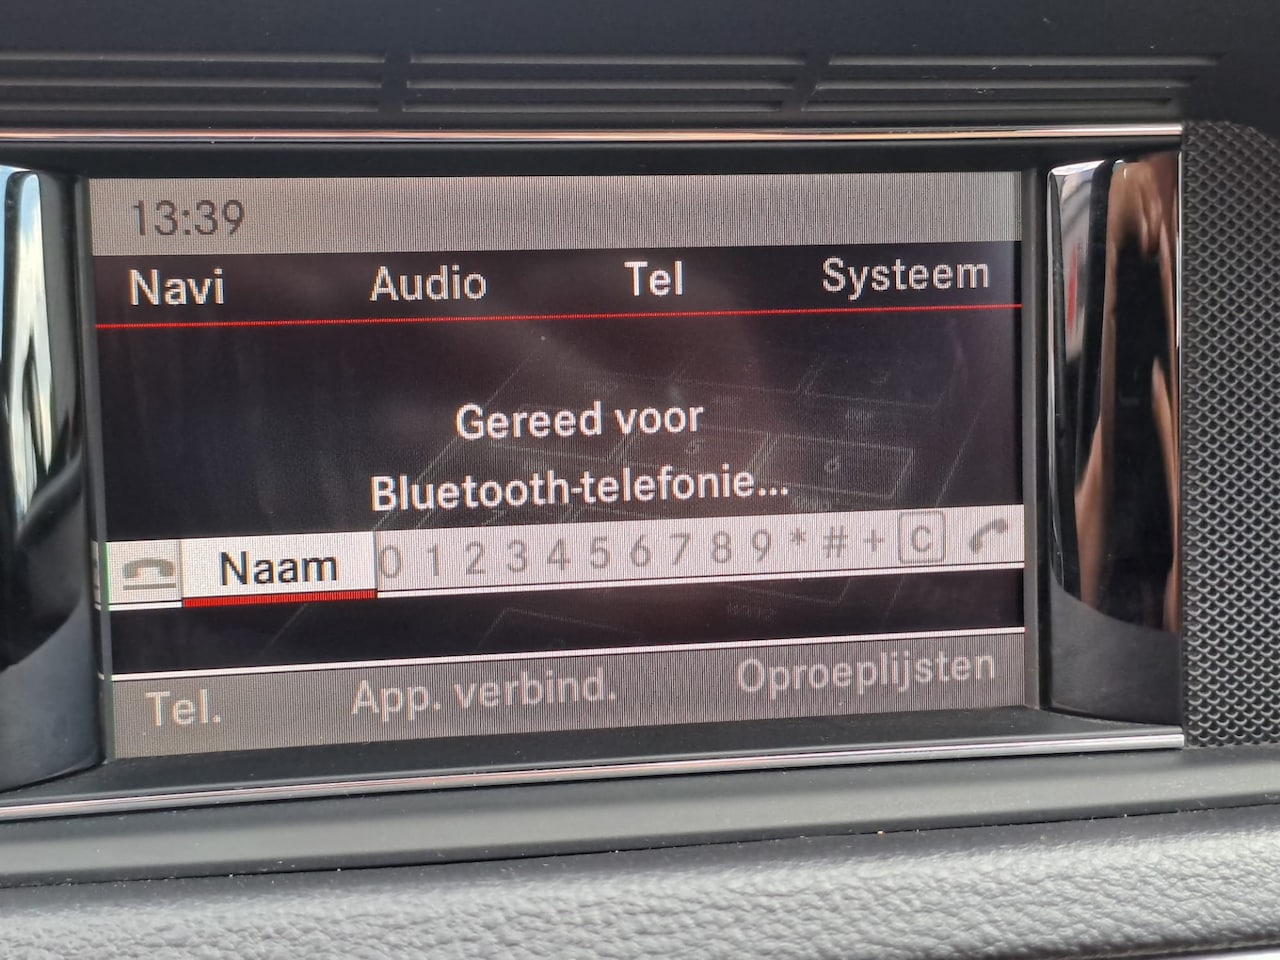 13:39
Navi Audio Tel Systeem
Gereed voor
Bluetooth-telefonie...
Naam 0 1 2 3 4 5 6 7 8 9 * # + C
Tel. App. verbind. Oproeplijsten